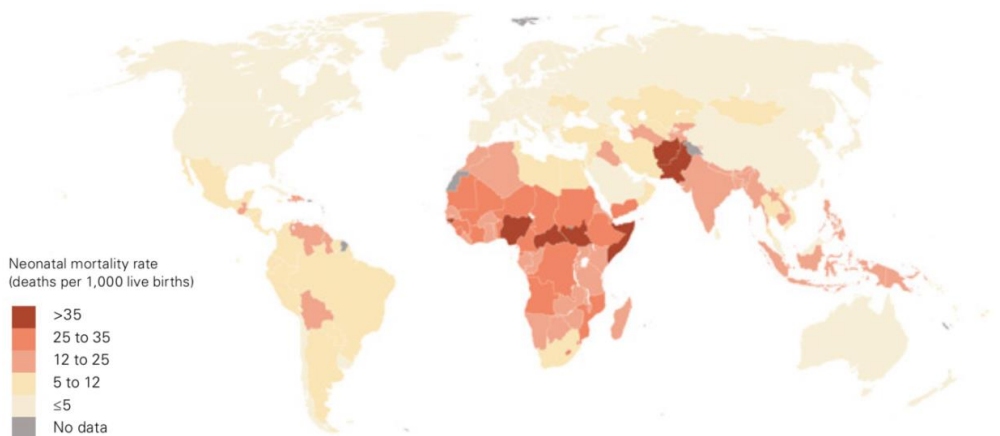 Neonatal mortality rate
(deaths per 1,000 live births)
>35
25 to 35
12 to 25
5 to 12
≤5
No data